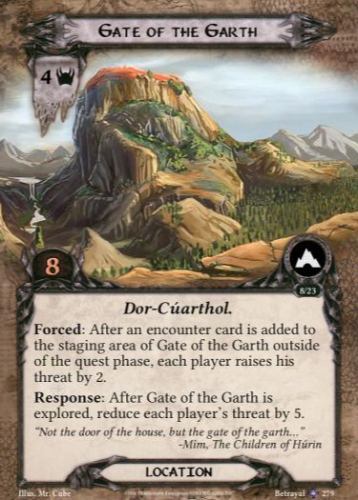 GATE OF THE GARTH
4
8
8/23
Dor-Cúarthol.
Forced: After an encounter card is added to
the staging area of Gate of the Garth outside
of the quest phase, each player raises his
threat by 2.
Response: After Gate of the Garth is
explored, reduce each player's threat by 5.
"Not the door of the house, but the gate of the garth..."
-Mim, The Children of Húrin
LOCATION
Illus. Mr. Cube
Betrayal 279